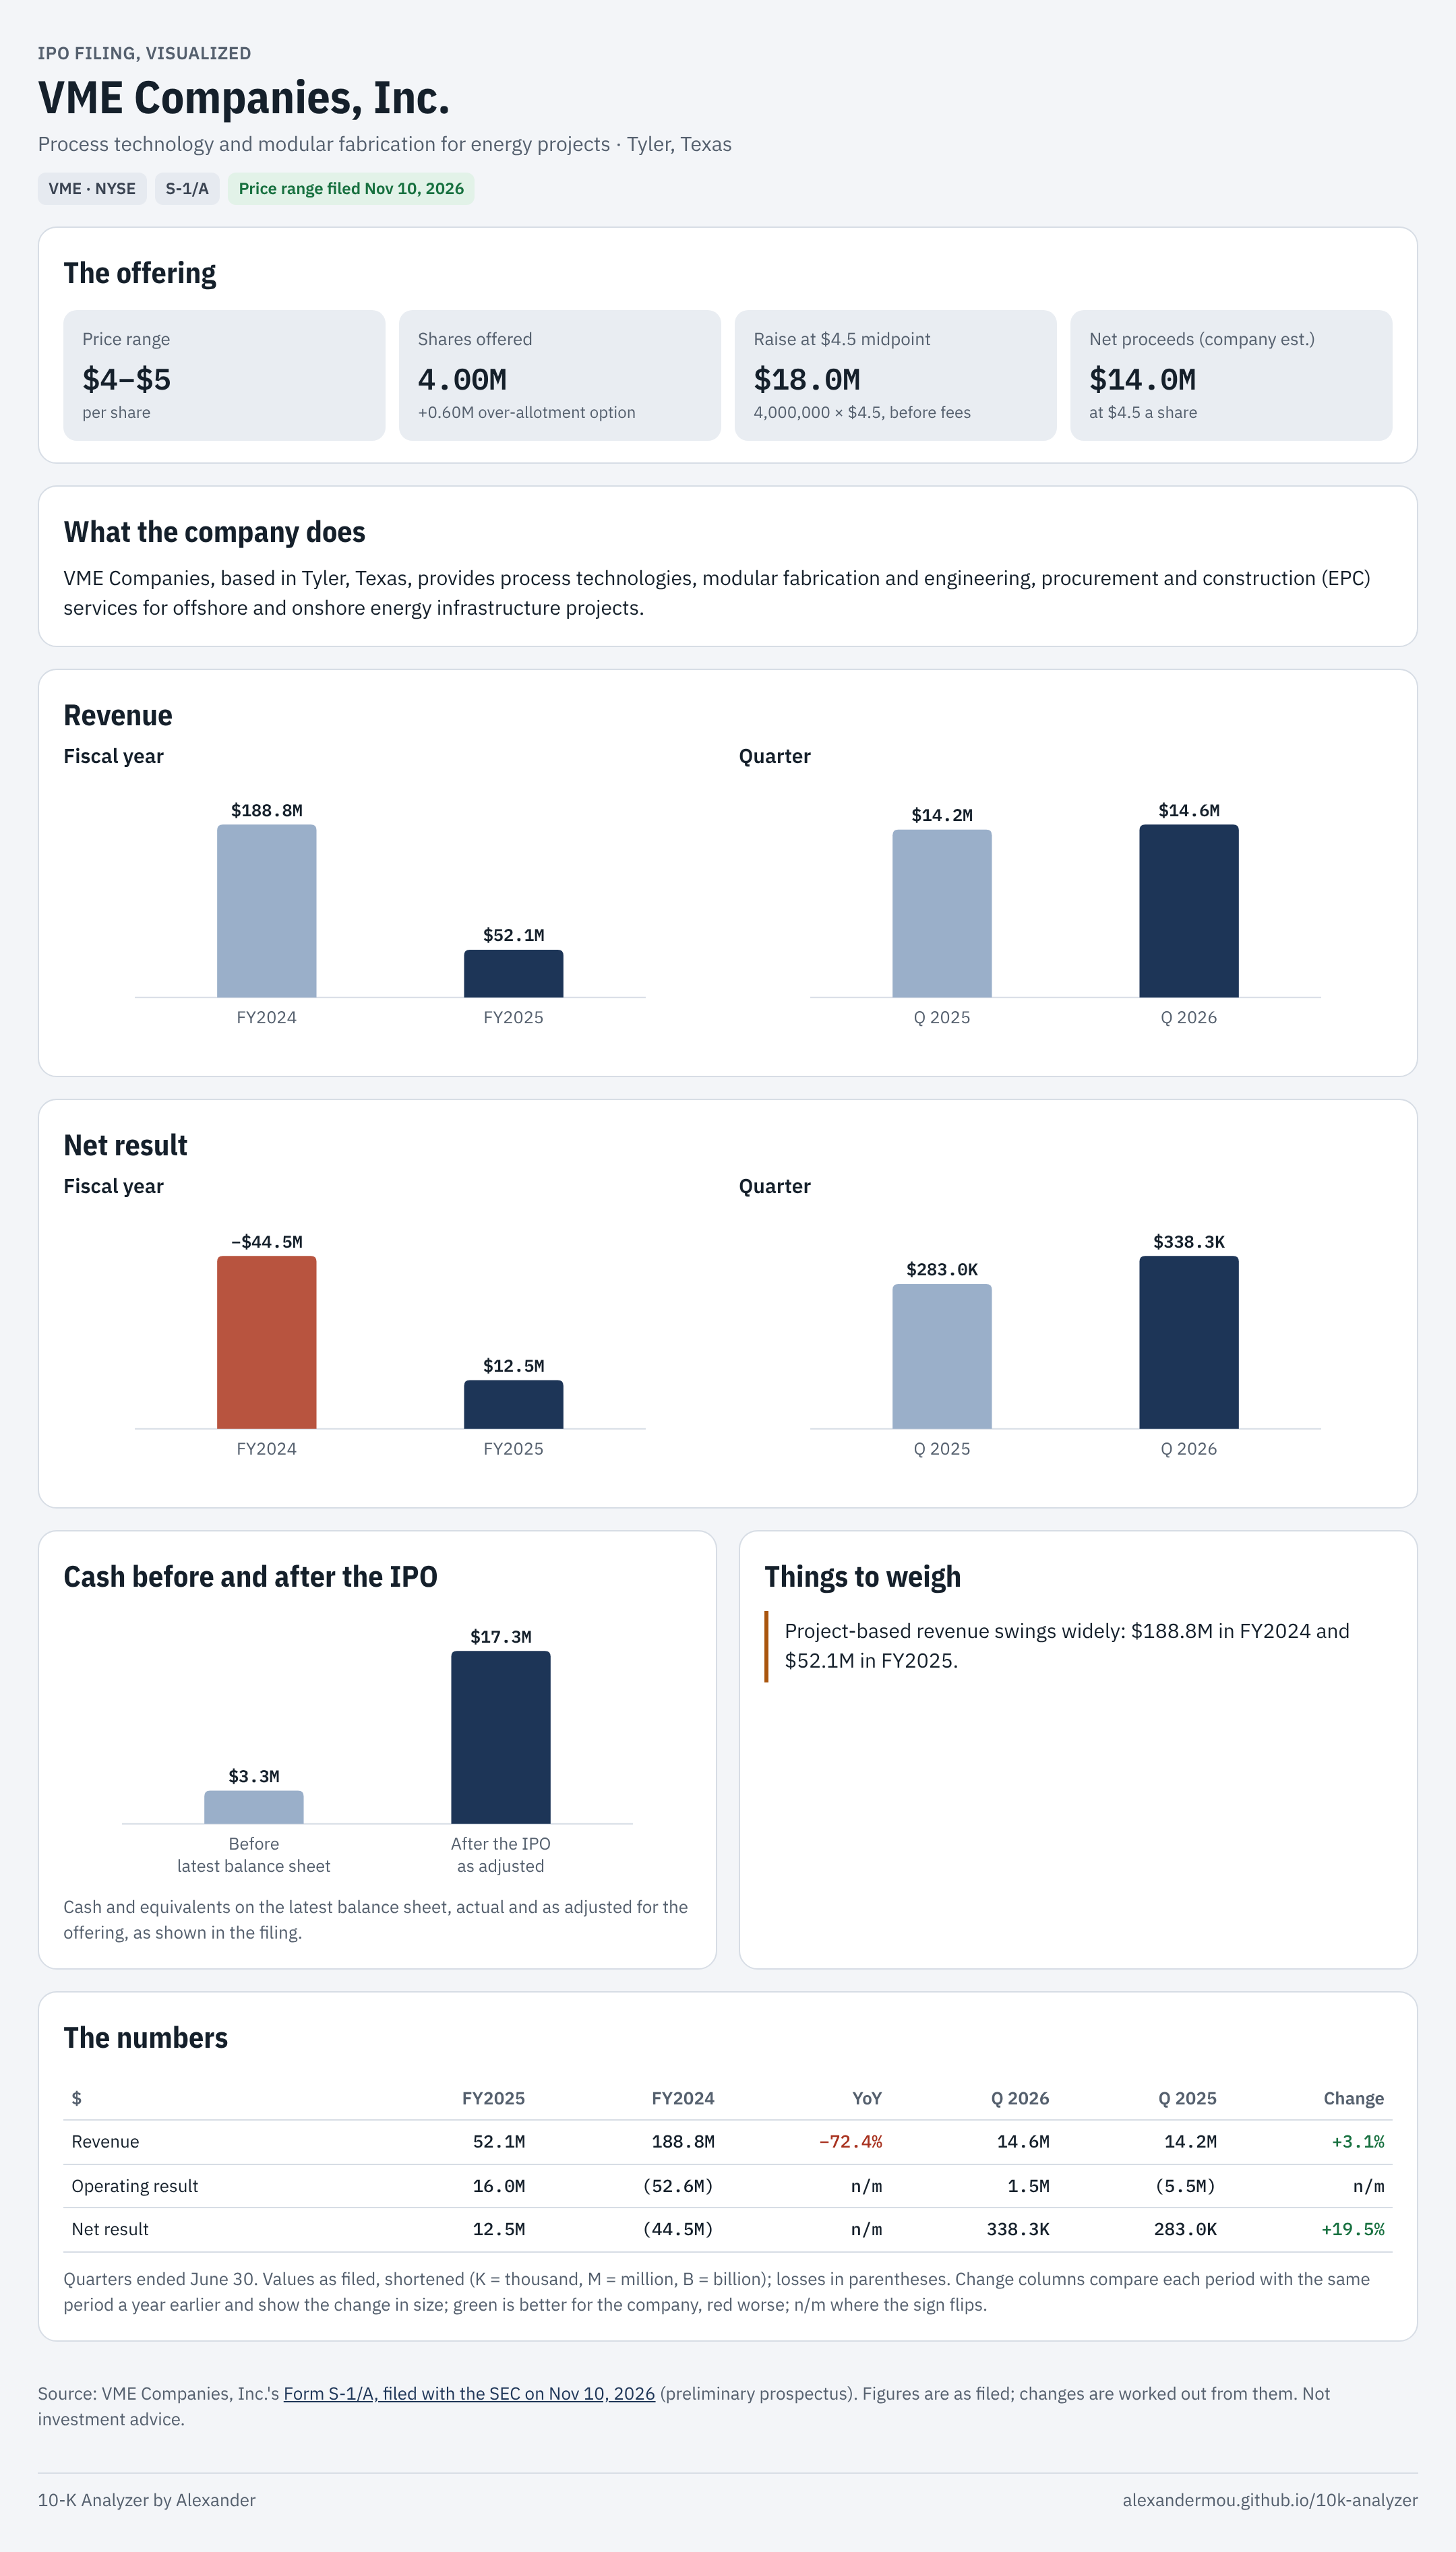 IPO FILING, VISUALIZED
VME Companies, Inc.
Process technology and modular fabrication for energy projects · Tyler, Texas
VME · NYSE
S-1/A
Price range filed Nov 10, 2026
The offering
Price range
$4–$5
per share
Shares offered
4.00M
+0.60M over-allotment option
Raise at $4.5 midpoint
$18.0M
4,000,000 × $4.5, before fees
Net proceeds (company est.)
$14.0M
at $4.5 a share
What the company does
VME Companies, based in Tyler, Texas, provides process technologies, modular fabrication and engineering, procurement and construction (EPC)
services for offshore and onshore energy infrastructure projects.
Revenue
Fiscal year
$188.8M
$52.1M
FY2024
FY2025
Quarter
$14.2M
$14.6M
Q 2025
Q 2026
Net result
Fiscal year
−$44.5M
$12.5M
FY2024
FY2025
Quarter
$283.0K
$338.3K
Q 2025
Q 2026
Cash before and after the IPO
$3.3M
$17.3M
Before
latest balance sheet
After the IPO
as adjusted
Cash and equivalents on the latest balance sheet, actual and as adjusted for the
offering, as shown in the filing.
Things to weigh
Project-based revenue swings widely: $188.8M in FY2024 and
$52.1M in FY2025.
The numbers
$ FY2025 FY2024 YoY Q 2026 Q 2025 Change
Revenue 52.1M 188.8M −72.4% 14.6M 14.2M +3.1%
Operating result 16.0M (52.6M) n/m 1.5M (5.5M) n/m
Net result 12.5M (44.5M) n/m 338.3K 283.0K +19.5%
Quarters ended June 30. Values as filed, shortened (K = thousand, M = million, B = billion); losses in parentheses. Change columns compare each period with the same
period a year earlier and show the change in size; green is better for the company, red worse; n/m where the sign flips.
Source: VME Companies, Inc.'s Form S-1/A, filed with the SEC on Nov 10, 2026 (preliminary prospectus). Figures are as filed; changes are worked out from them. Not
investment advice.
10-K Analyzer by Alexander
alexandermou.github.io/10k-analyzer